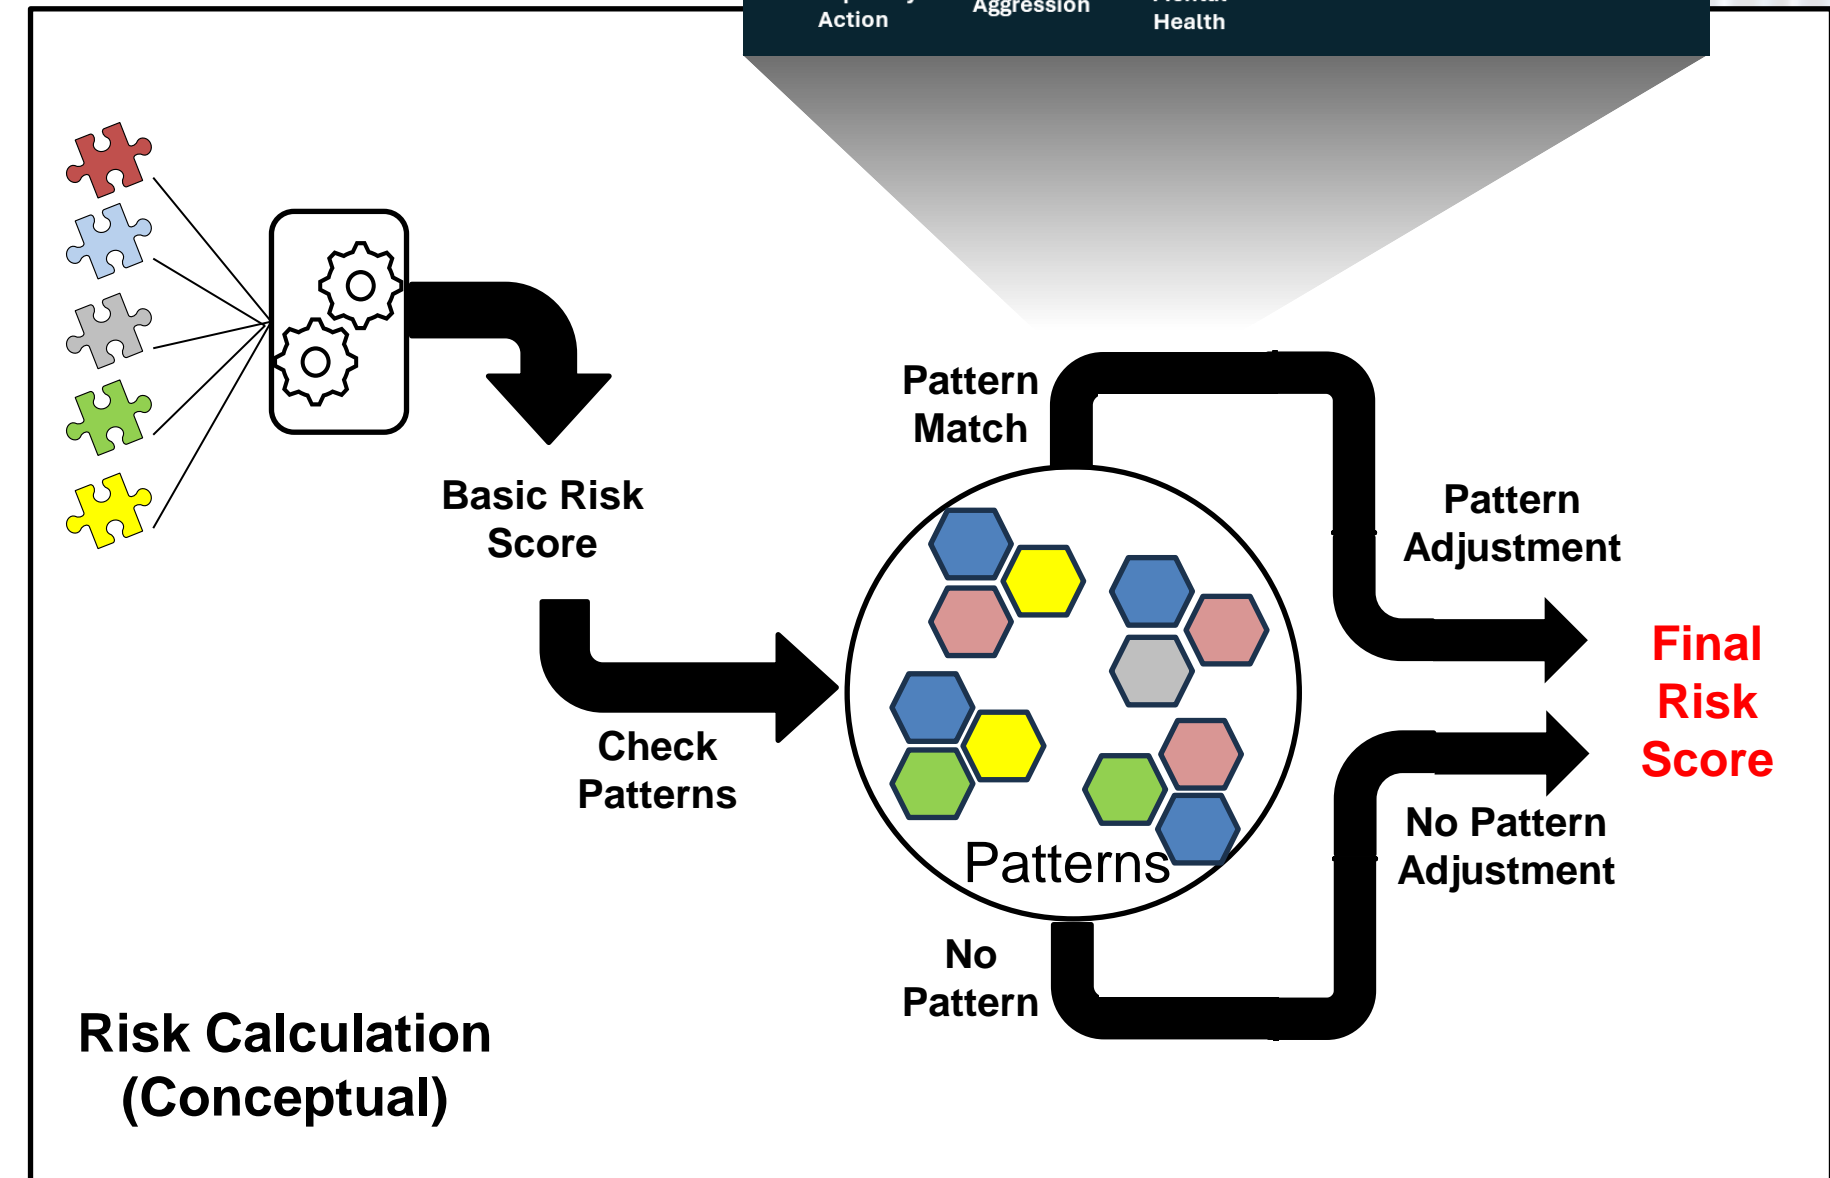 Action
Aggression
Health
Pattern
Match
Basic Risk
Score
Pattern
Adjustment
Final
Risk
Score
Check
Patterns
No Pattern
Adjustment
Patterns
No
Pattern
Risk Calculation
(Conceptual)